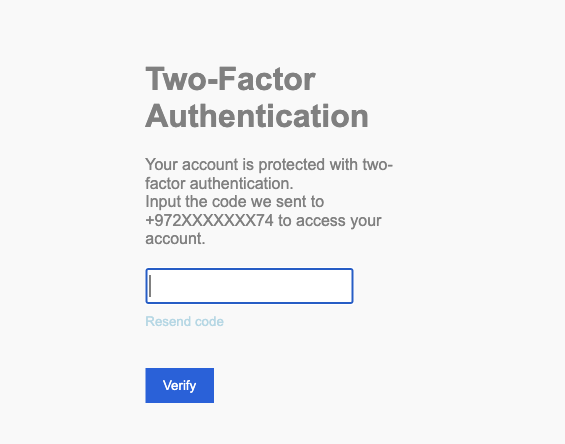 Two-Factor
Authentication
Your account is protected with two-
factor authentication.
Input the code we sent to
+972XXXXXXX74 to access your
account.
Resend code
Verify